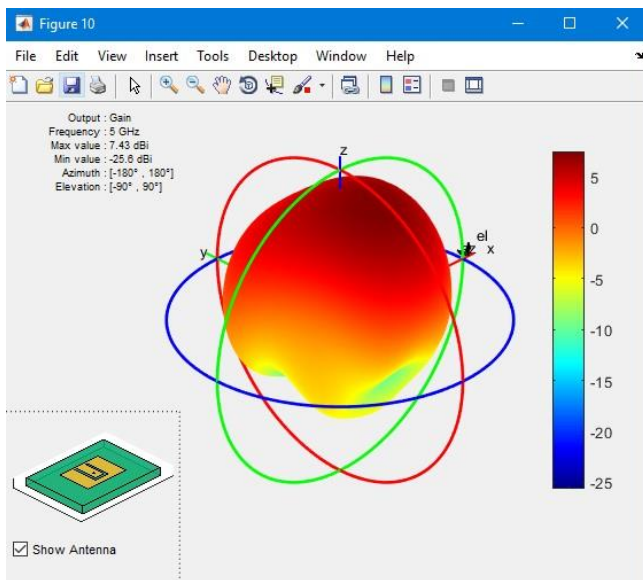 Figure 10
File Edit View Insert Tools Desktop Window Help
Output : Gain
Frequency : 5 GHz
Max value : 7.43 dBi
Min value : -25.6 dBi
Azimuth : [-180° , 180°]
Elevation : [-90° , 90°]
z
y
el
x
5
0
-5
-10
-15
-20
-25
Show Antenna